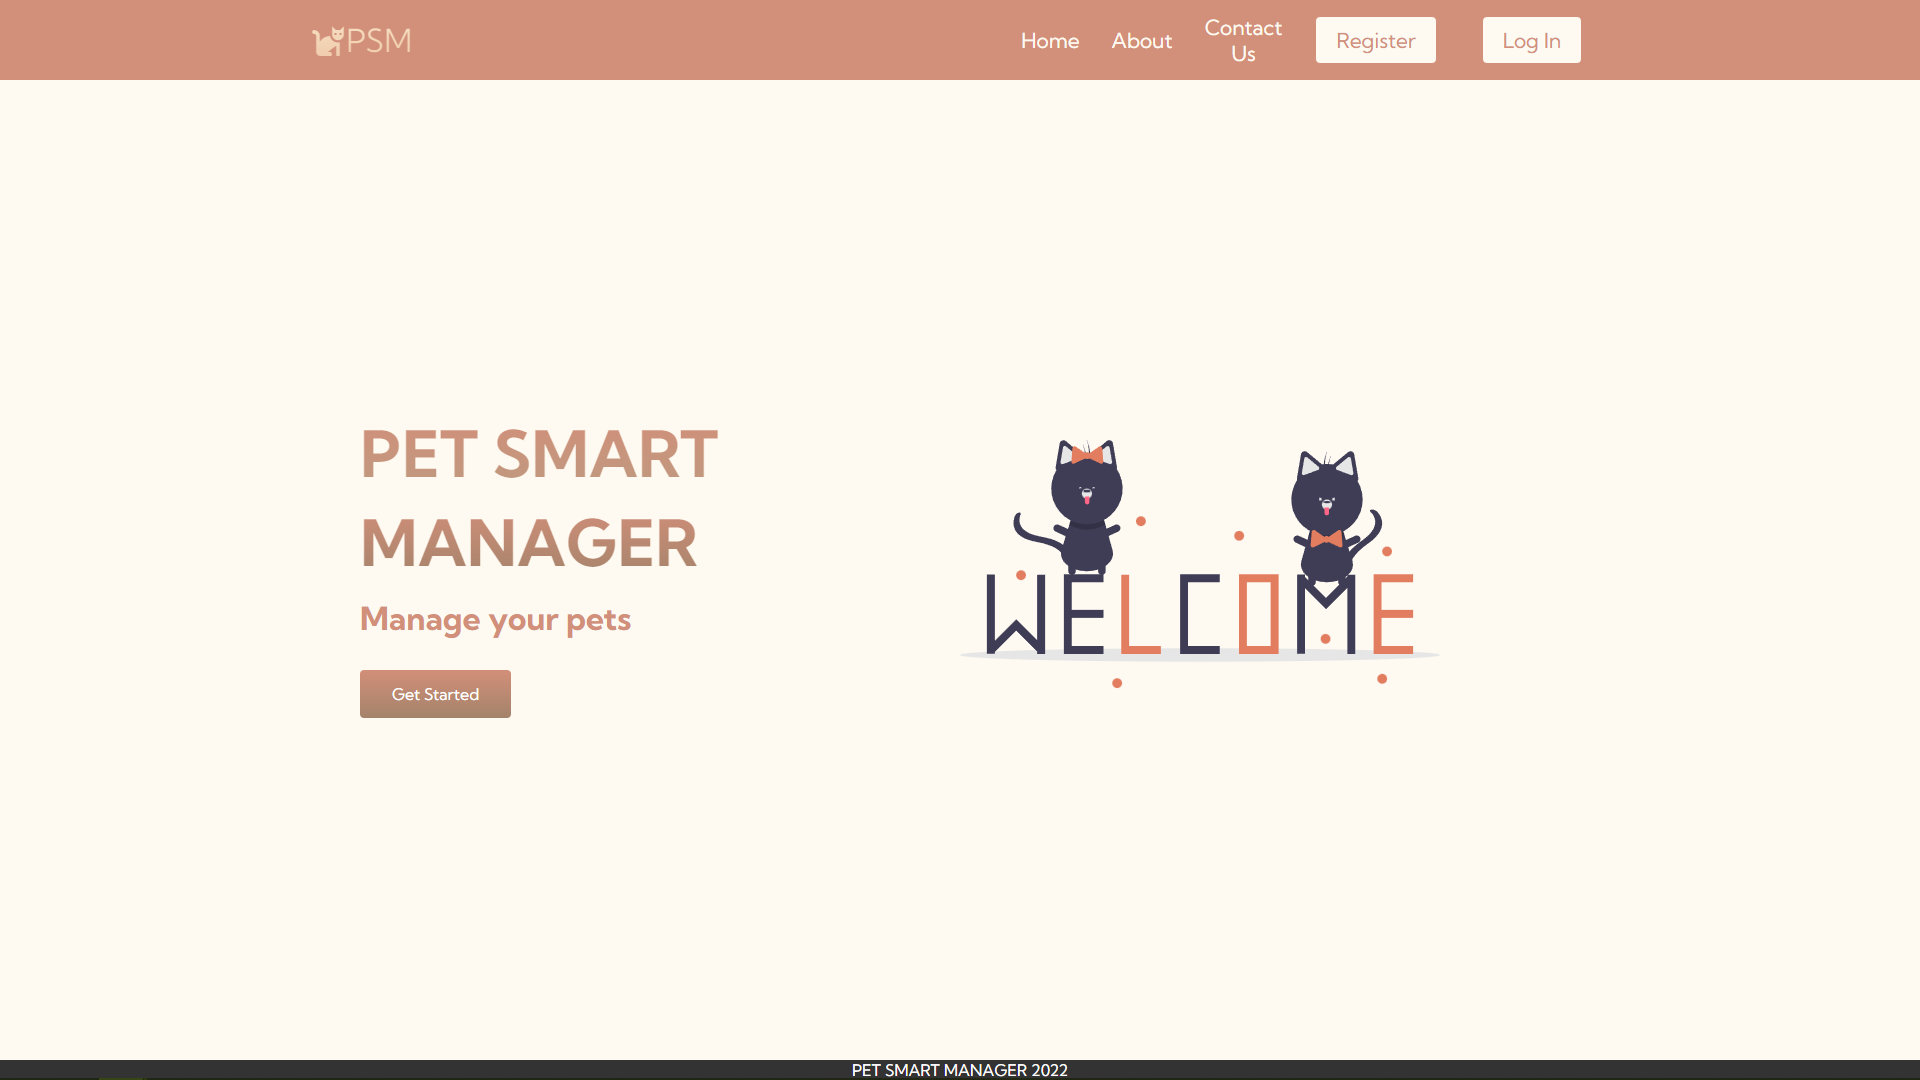 PSM
Home
About
Contact
Us
Register
Log In
PET SMART
MANAGER
Manage your pets
Get Started
WELCOME
PET SMART MANAGER 2022